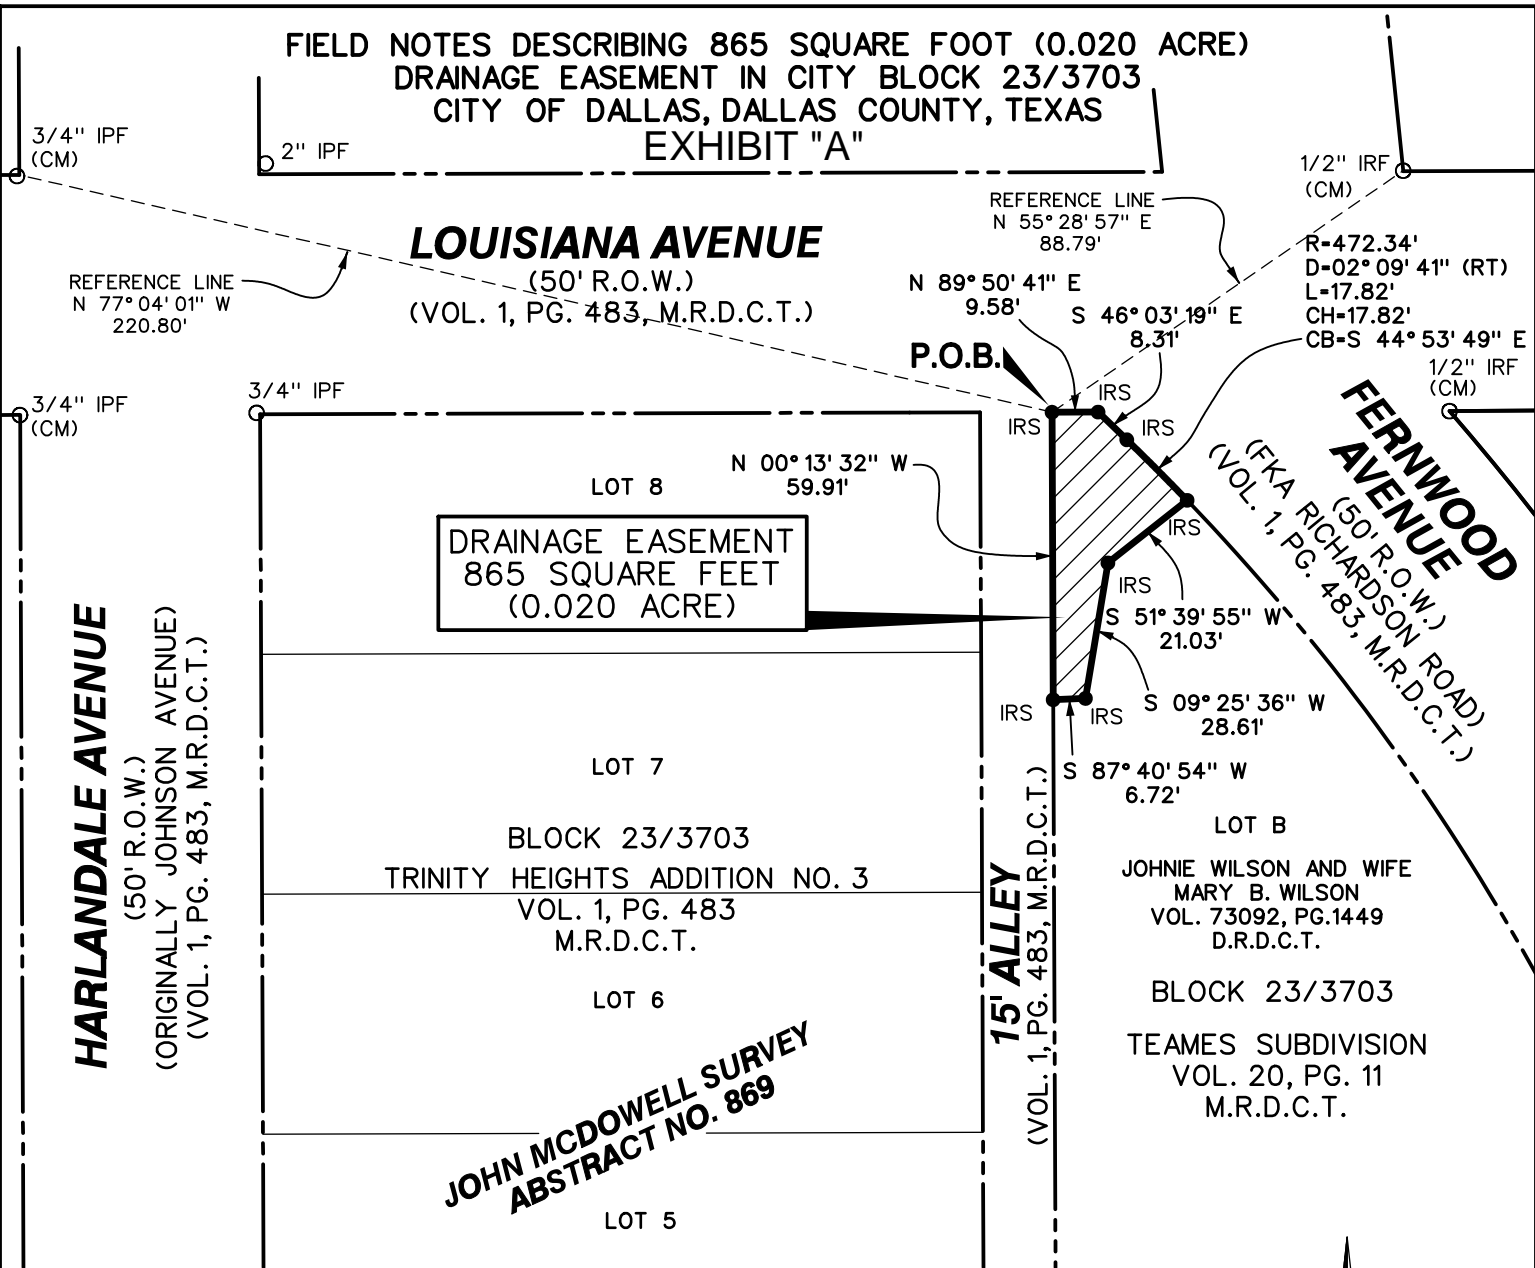 FIELD NOTES DESCRIBING 865 SQUARE FOOT (0.020 ACRE)
DRAINAGE EASEMENT IN CITY BLOCK 23/3703
CITY OF DALLAS, DALLAS COUNTY, TEXAS
EXHIBIT "A"
3/4" IPF
(CM)
2" IPF
1/2" IRF
(CM)
REFERENCE LINE
N 55° 28' 57" E
88.79'
LOUISIANA AVENUE
(50' R.O.W.)
(VOL. 1, PG. 483, M.R.D.C.T.)
REFERENCE LINE
N 77° 04' 01" W
220.80'
N 89° 50' 41" E
9.58'
S 46° 03' 19" E
8.31'
R=472.34'
D=02° 09' 41" (RT)
L=17.82'
CH=17.82'
CB=S 44° 53' 49" E
P.O.B.
1/2" IRF
(CM)
3/4" IPF
(CM)
3/4" IPF
IRS
IRS
IRS
FERNWOOD
AVENUE
(50' R.O.W.)
(FKA RICHARDSON ROAD)
(VOL. 1, PG. 483, M.R.D.C.T.)
N 00° 13' 32" W
59.91'
LOT 8
DRAINAGE EASEMENT
865 SQUARE FEET
(0.020 ACRE)
IRS
IRS
S 51° 39' 55" W
21.03'
S 09° 25' 36" W
28.61'
IRS
IRS
S 87° 40' 54" W
6.72'
HARLANDALE AVENUE
(50' R.O.W.)
(ORIGINALLY JOHNSON AVENUE)
(VOL. 1, PG. 483, M.R.D.C.T.)
LOT 7
BLOCK 23/3703
TRINITY HEIGHTS ADDITION NO. 3
VOL. 1, PG. 483
M.R.D.C.T.
15' ALLEY
(VOL. 1, PG. 483, M.R.D.C.T.)
LOT B
JOHNIE WILSON AND WIFE
MARY B. WILSON
VOL. 73092, PG.1449
D.R.D.C.T.
BLOCK 23/3703
TEAMES SUBDIVISION
VOL. 20, PG. 11
M.R.D.C.T.
LOT 6
JOHN MCDOWELL SURVEY
ABSTRACT NO. 869
LOT 5